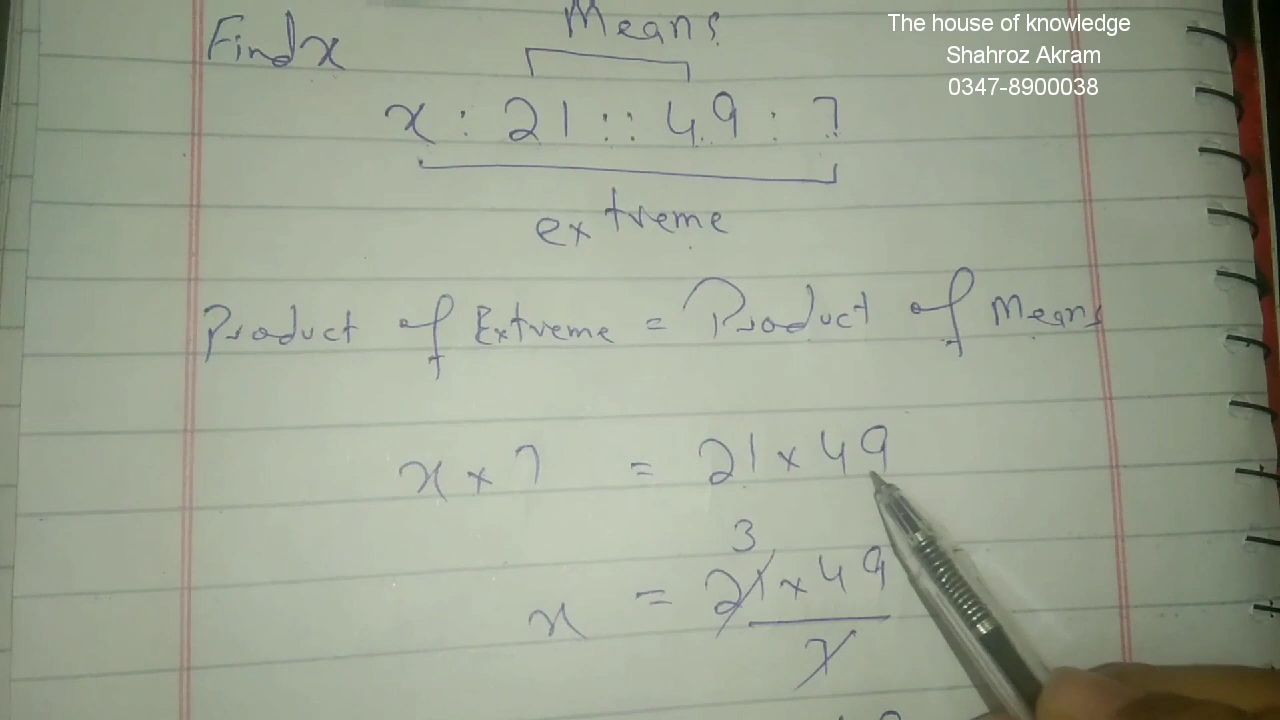 The house of knowledge
Shahroz Akram
0347-8900038
Means
Find x
x : 21 :: 49 : 7
extreme
Product of Extreme = Product of Means
x × 7 = 21 × 49
3
x = 21 × 49
7